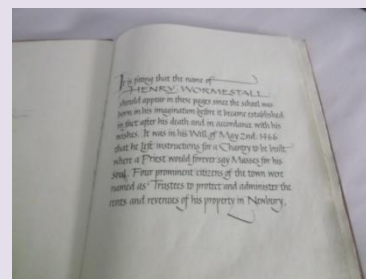 It is fitting that the name of
HENRY WORMESTALL
should appear in these pages since the school was
born in his imagination before it became established
in fact after his death and in accordance with his
wishes. It was in his Will of May 2nd. 1466
that he left instructions for a Chantry to be built
where a Priest would forever say Masses for his
soul. Four prominent citizens of the town were
named as Trustees to protect and administer the
rents and revenues of his property in Newbury.